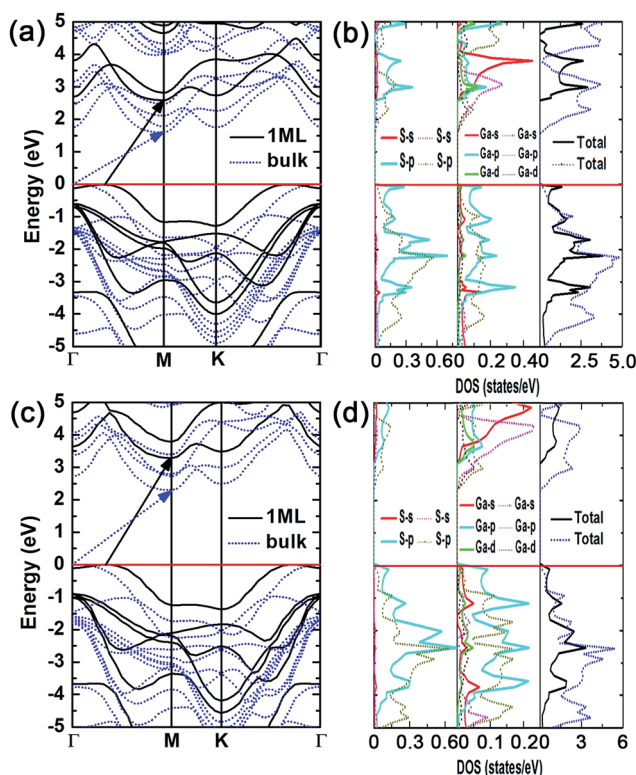 (a)
5
4
3
2
1
0
-1
-2
-3
-4
-5
Energy (eV)
1ML
bulk
Γ M K Γ
(b)
S-s S-s
S-p S-p
Ga-s Ga-s
Ga-p Ga-p
Ga-d Ga-d
Total
Total
0 0.3 0.6 0.2 0.4 0 2.5 5.0
DOS (states/eV)
(c)
5
4
3
2
1
0
-1
-2
-3
-4
-5
Energy (eV)
1ML
bulk
Γ M K Γ
(d)
S-s S-s
S-p S-p
Ga-s Ga-s
Ga-p Ga-p
Ga-d Ga-d
Total
Total
0 0.3 0.6 0.1 0.2 0 3 6
DOS (states/eV)